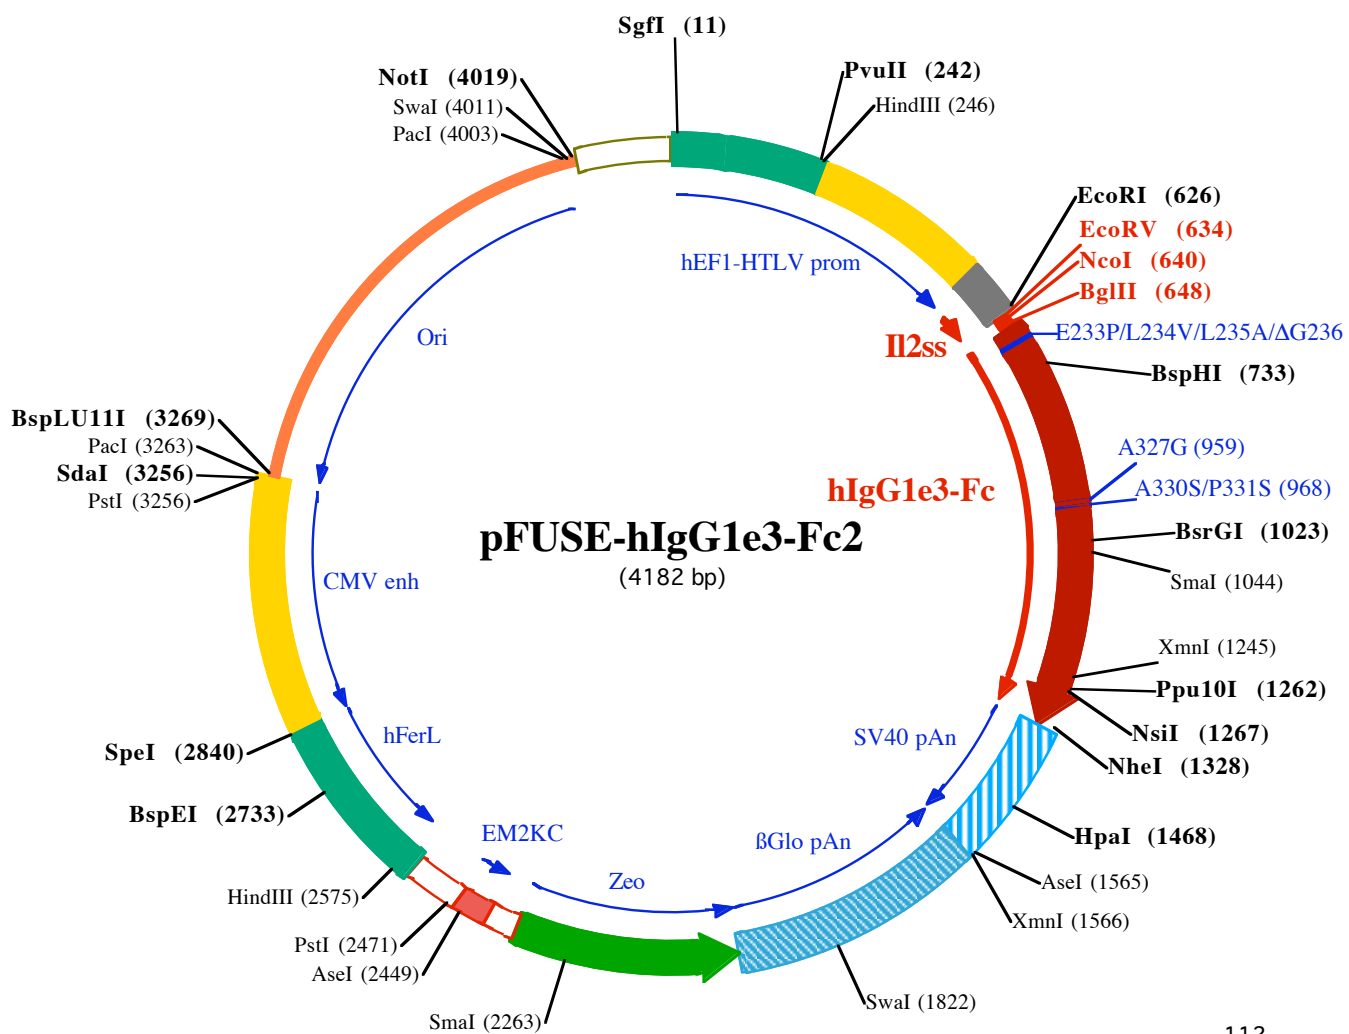 SgfI (11)
NotI (4019)
SwaI (4011)
PacI (4003)
PvuII (242)
HindIII (246)
EcoRI (626)
EcoRV (634)
NcoI (640)
BglII (648)
E233P/L234V/L235A/ΔG236
BspHI (733)
hEF1-HTLV prom
Il2ss
Ori
BspLU11I (3269)
PacI (3263)
SdaI (3256)
PstI (3256)
A327G (959)
A330S/P331S (968)
hIgG1e3-Fc
BsrGI (1023)
SmaI (1044)
pFUSE-hIgG1e3-Fc2
(4182 bp)
CMV enh
XmnI (1245)
Ppu10I (1262)
NsiI (1267)
NheI (1328)
SV40 pAn
hFerL
SpeI (2840)
BspEI (2733)
HpaI (1468)
EM2KC
ßGlo pAn
Zeo
AseI (1565)
XmnI (1566)
HindIII (2575)
PstI (2471)
AseI (2449)
SwaI (1822)
SmaI (2263)